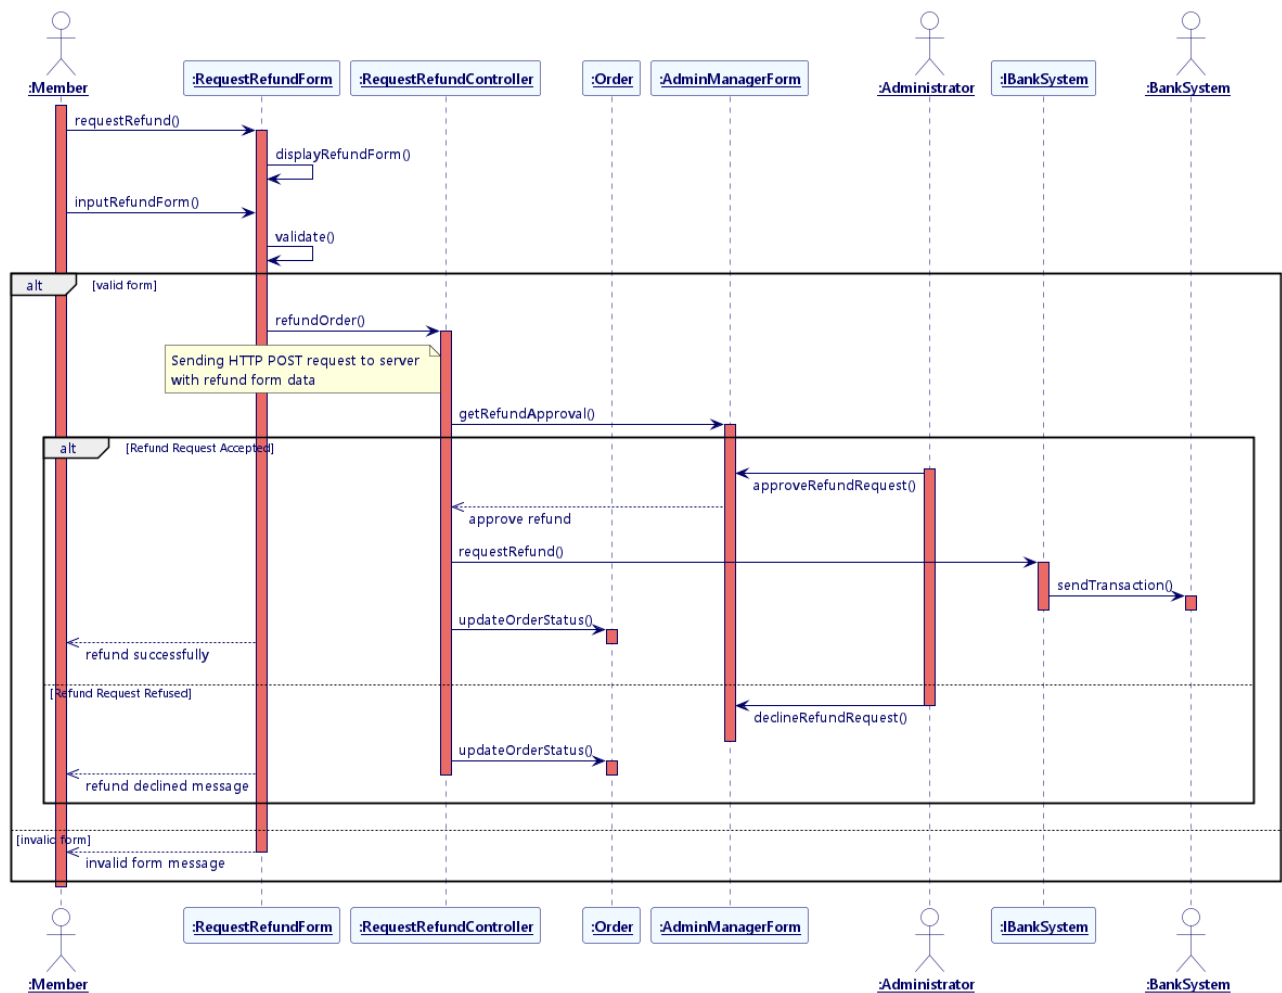 :Member
:RequestRefundForm
:RequestRefundController
:Order
:AdminManagerForm
:Administrator
:IBankSystem
:BankSystem
requestRefund()
displayRefundForm()
inputRefundForm()
validate()
alt
[valid form]
refundOrder()
Sending HTTP POST request to server
with refund form data
getRefundApproval()
alt
[Refund Request Accepted]
approveRefundRequest()
approve refund
requestRefund()
sendTransaction()
updateOrderStatus()
refund successfully
[Refund Request Refused]
declineRefundRequest()
updateOrderStatus()
refund declined message
[invalid form]
invalid form message
:Member
:RequestRefundForm
:RequestRefundController
:Order
:AdminManagerForm
:Administrator
:IBankSystem
:BankSystem